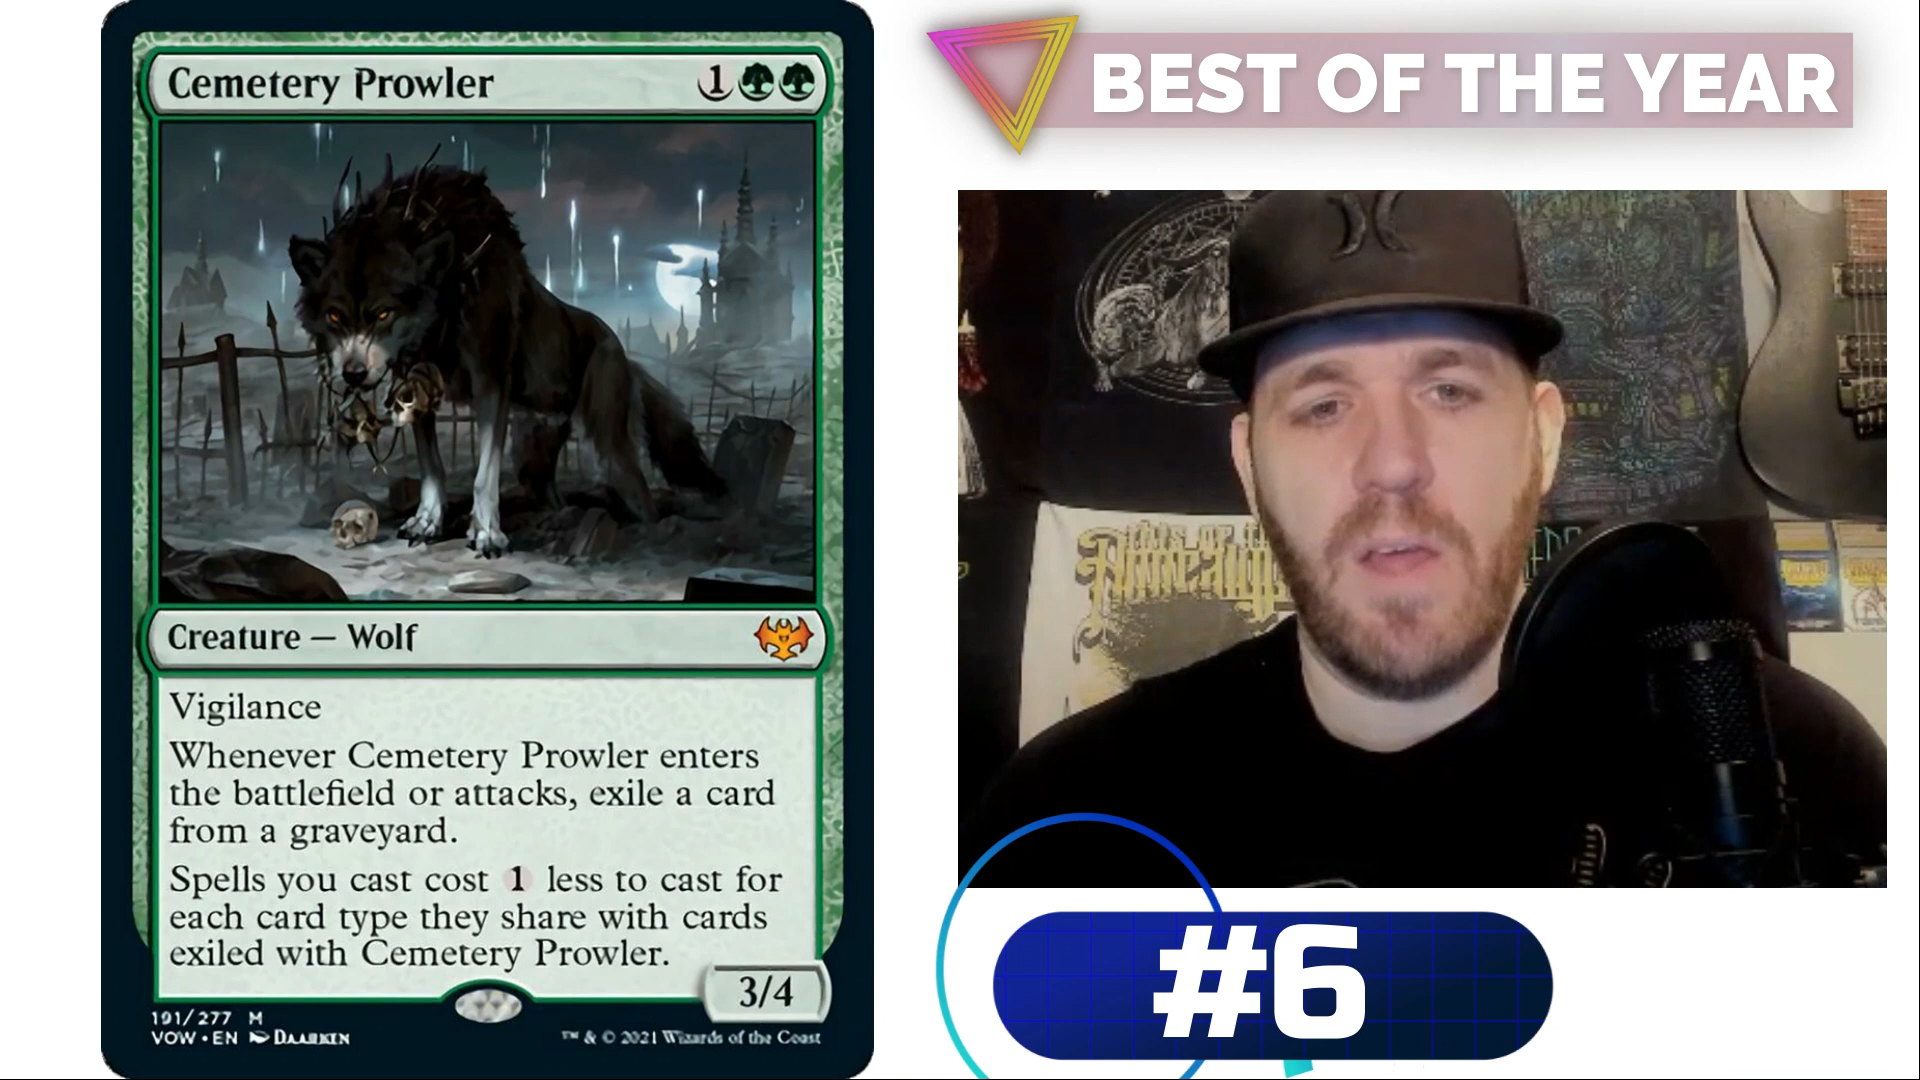 Cemetery Prowler 1
Creature — Wolf
Vigilance
Whenever Cemetery Prowler enters
the battlefield or attacks, exile a card
from a graveyard.
Spells you cast cost 1 less to cast for
each card type they share with cards
exiled with Cemetery Prowler.
3/4
191/277 M
VOW • EN DAARKEN
™ & © 2021 Wizards of the Coast
BEST OF THE YEAR
#6